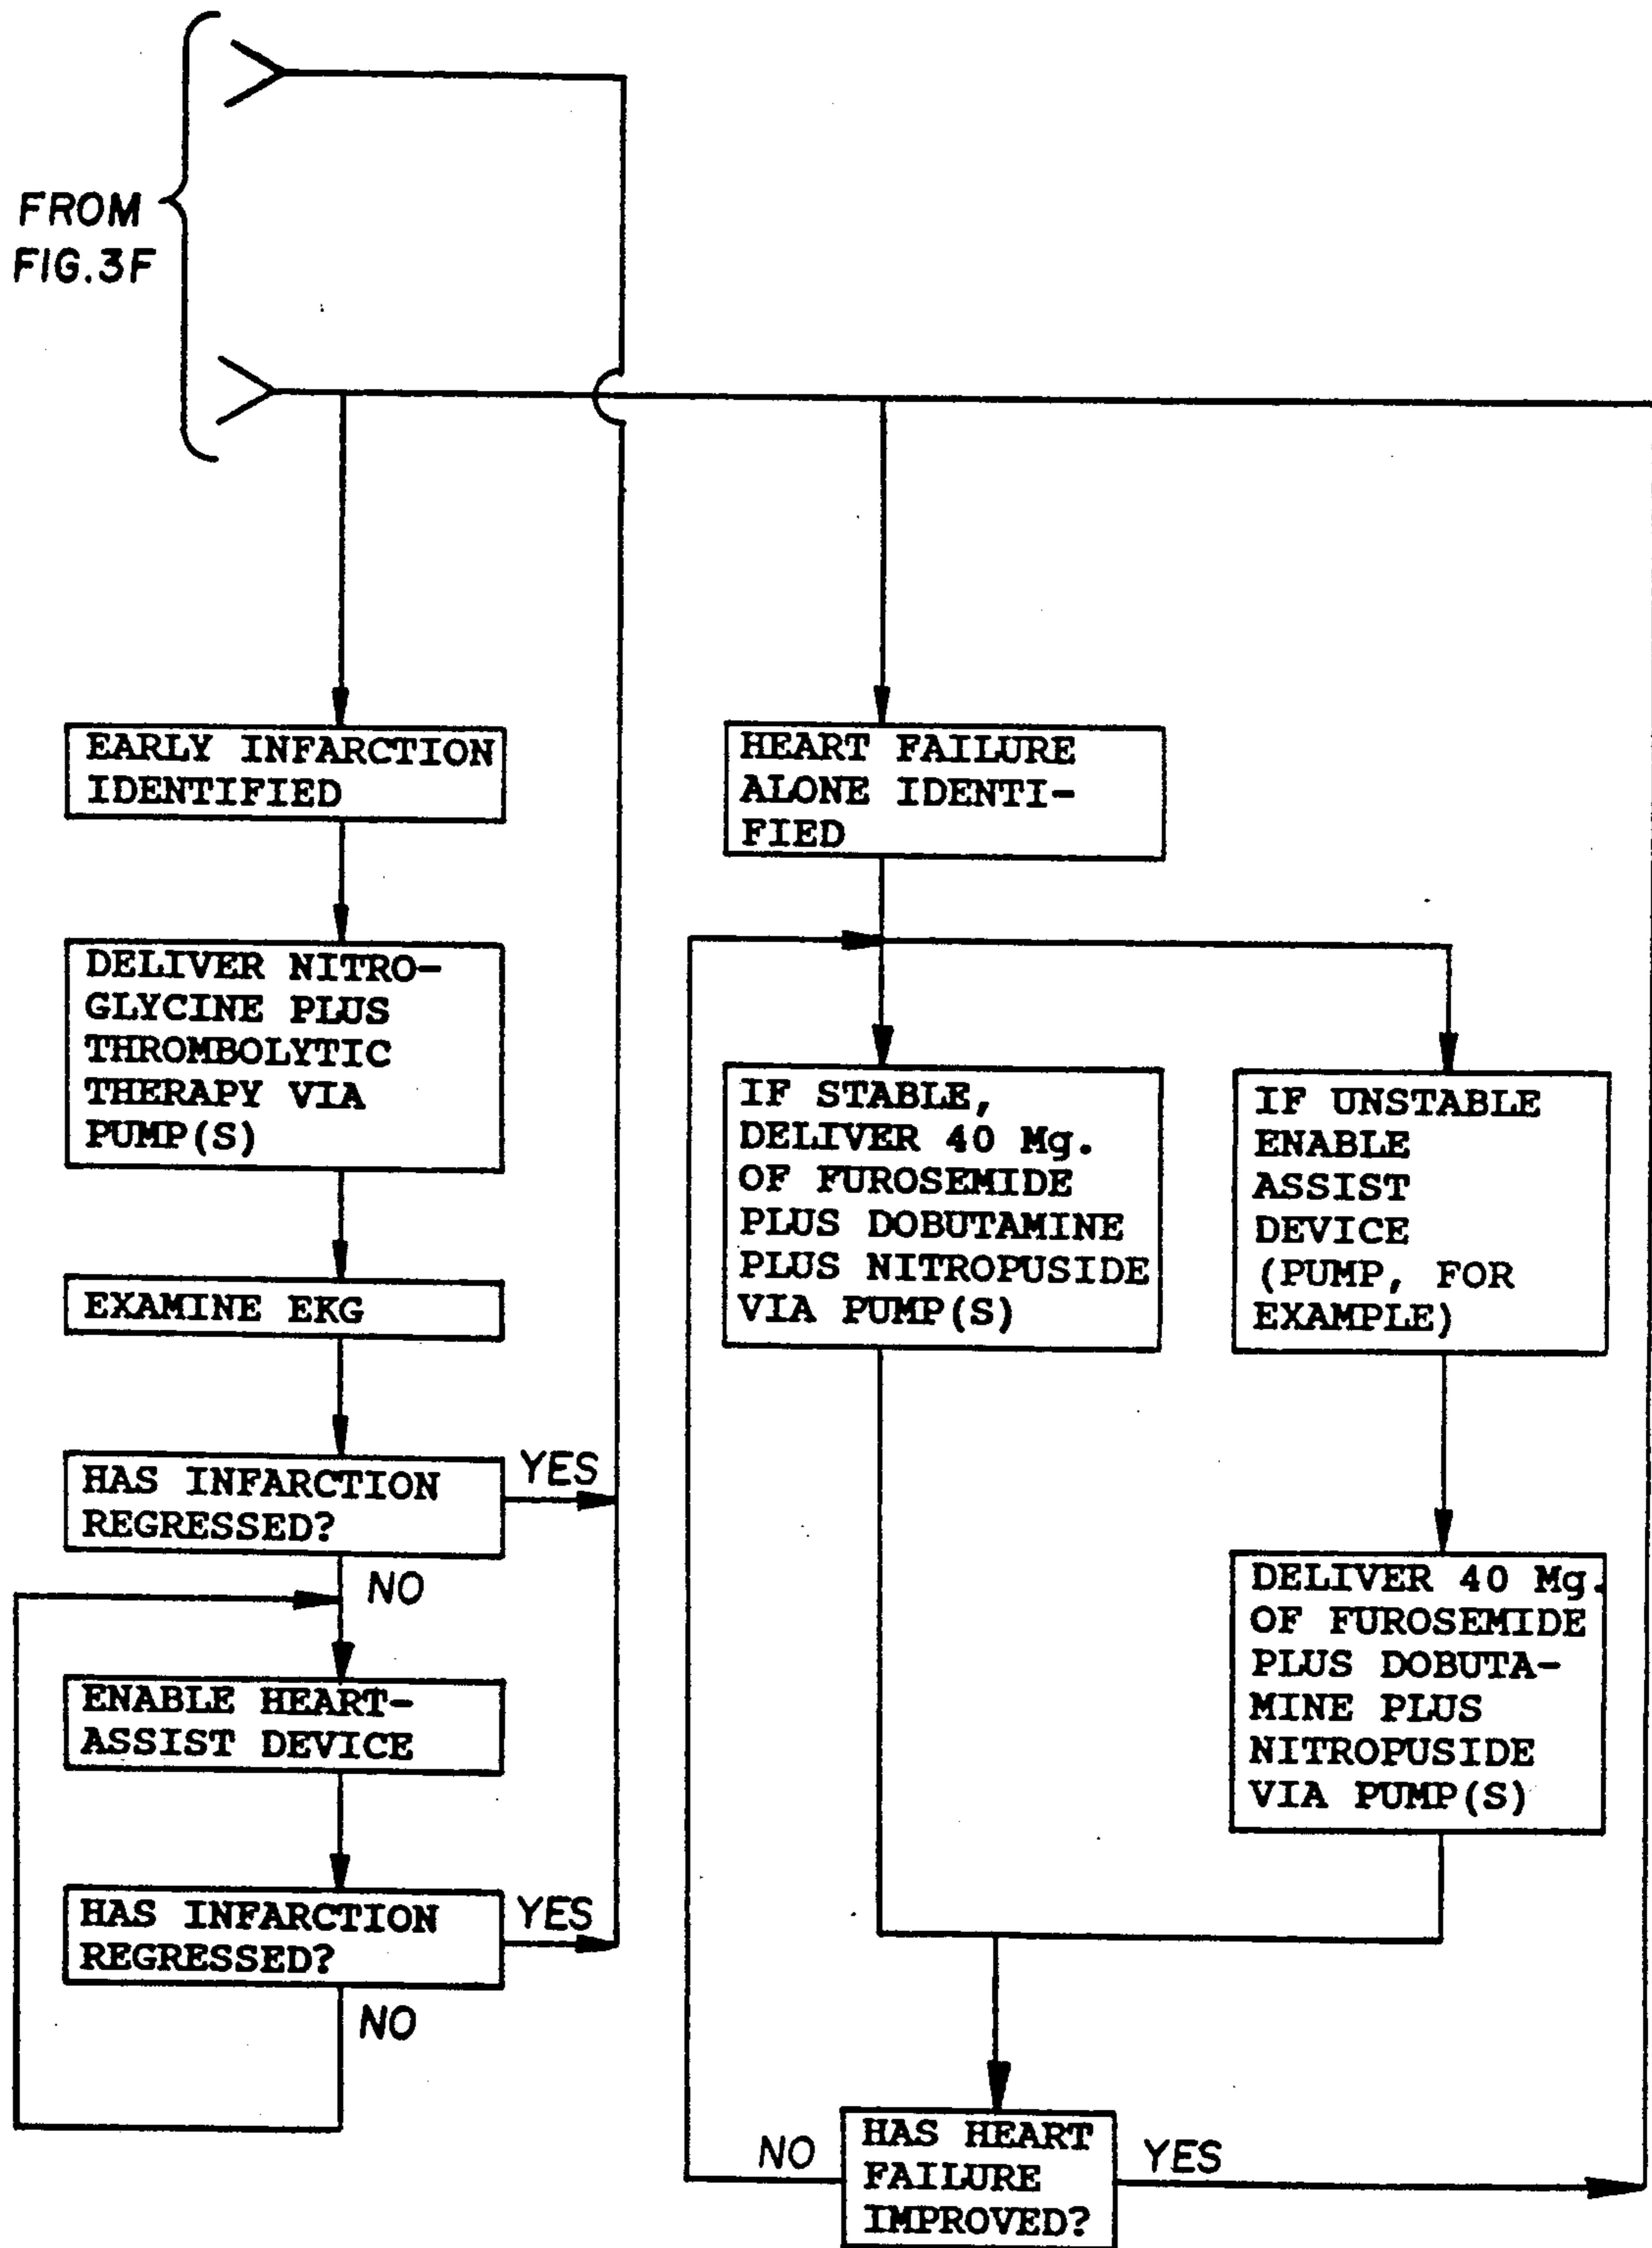 FROM
FIG.3F
EARLY INFARCTION
IDENTIFIED
DELIVER NITRO-
GLYCINE PLUS
THROMBOLYTIC
THERAPY VIA
PUMP(S)
EXAMINE EKG
HAS INFARCTION
REGRESSED?
YES
NO
ENABLE HEART-
ASSIST DEVICE
HAS INFARCTION
REGRESSED?
YES
NO
HEART FAILURE
ALONE IDENTI-
FIED
IF STABLE,
DELIVER 40 Mg.
OF FUROSEMIDE
PLUS DOBUTAMINE
PLUS NITROPUSIDE
VIA PUMP(S)
IF UNSTABLE
ENABLE
ASSIST
DEVICE
(PUMP, FOR
EXAMPLE)
DELIVER 40 Mg.
OF FUROSEMIDE
PLUS DOBUTA-
MINE PLUS
NITROPUSIDE
VIA PUMP(S)
HAS HEART
FAILURE
IMPROVED?
NO
YES